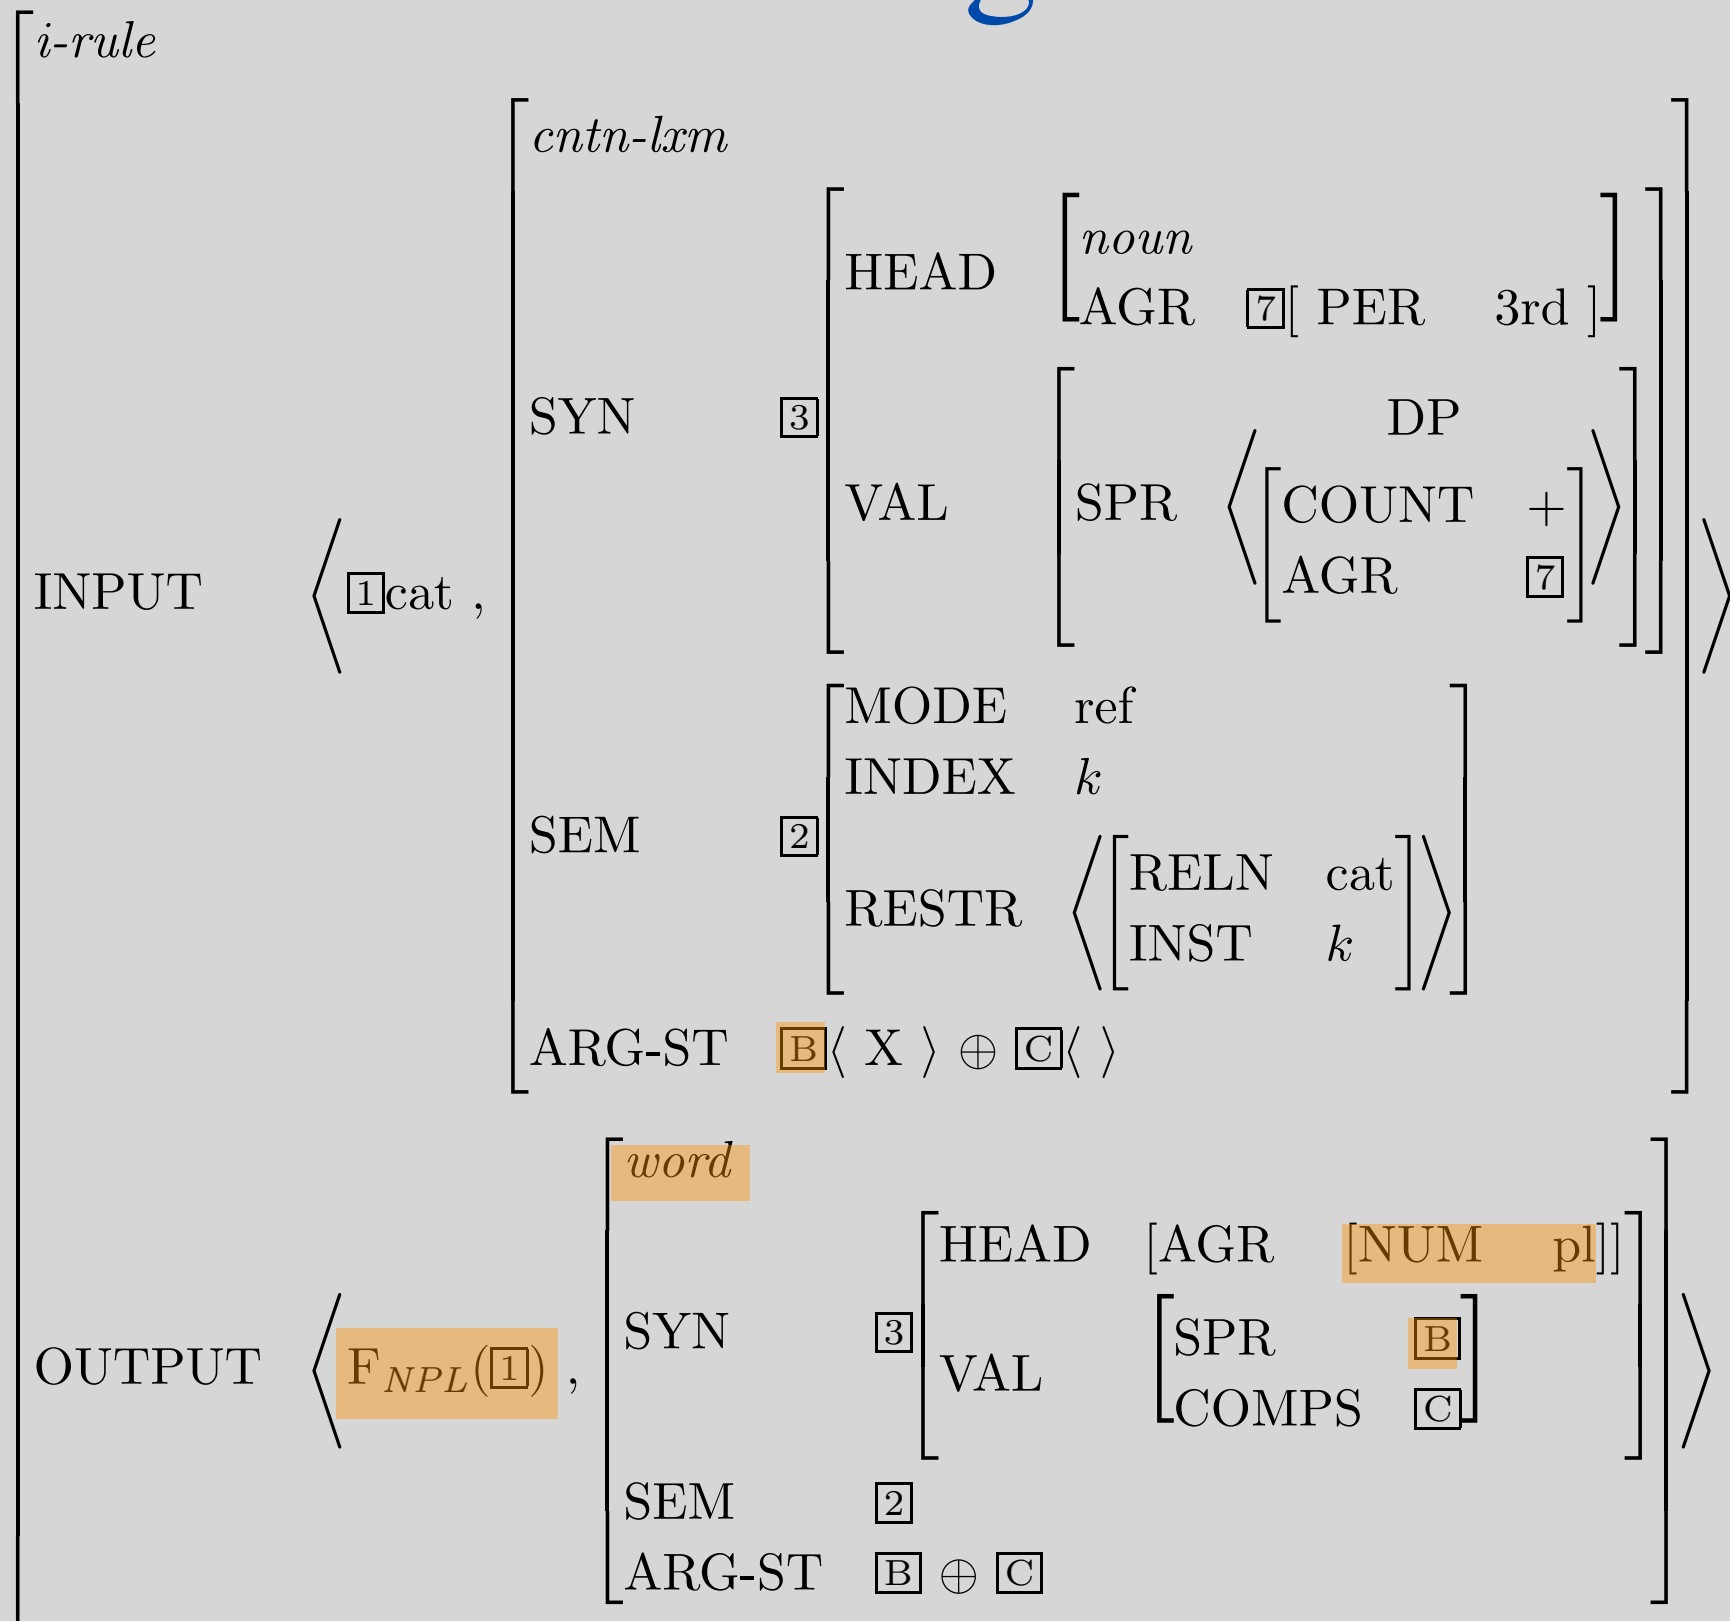 g
i-rule
cntn-lxm
HEAD noun
AGR 7[ PER 3rd ]
SYN 3
VAL SPR ⟨ DP
COUNT +
AGR 7 ⟩
INPUT ⟨ 1cat , ⟩
MODE ref
INDEX k
SEM 2
RESTR ⟨ RELN cat
INST k ⟩
ARG-ST B⟨ X ⟩ ⊕ C⟨ ⟩
word
HEAD [AGR [NUM pl]]
SYN 3
VAL SPR B
COMPS C
OUTPUT ⟨ F_NPL(1) , ⟩
SEM 2
ARG-ST B ⊕ C